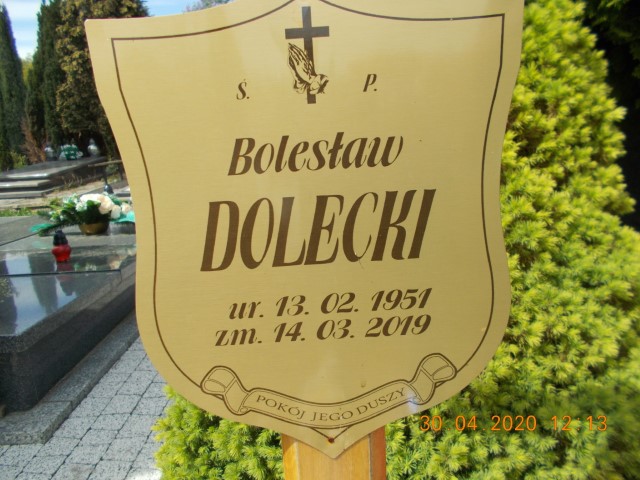 Ś. P.
Bolesław
DOLECKI
ur. 13. 02. 1951
zm. 14. 03. 2019
POKÓJ JEGO DUSZY
30 04 2020 12:13